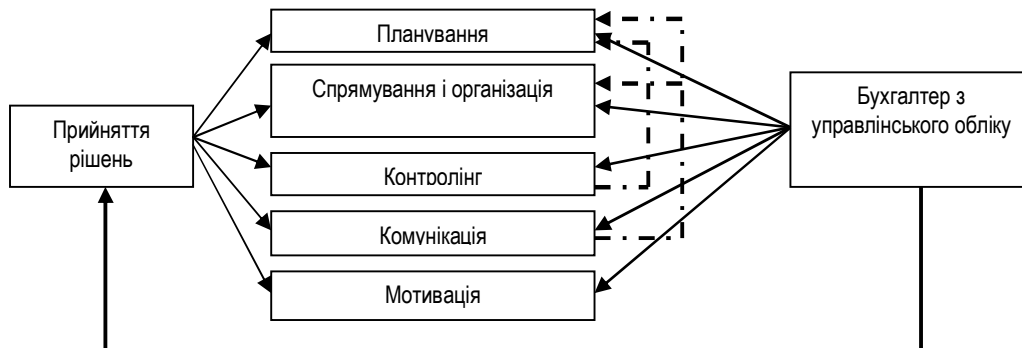 Планування
Спрямування і організація
Прийняття
рішень
Контролінг
Комунікація
Мотивація
Бухгалтер з
управлінського обліку